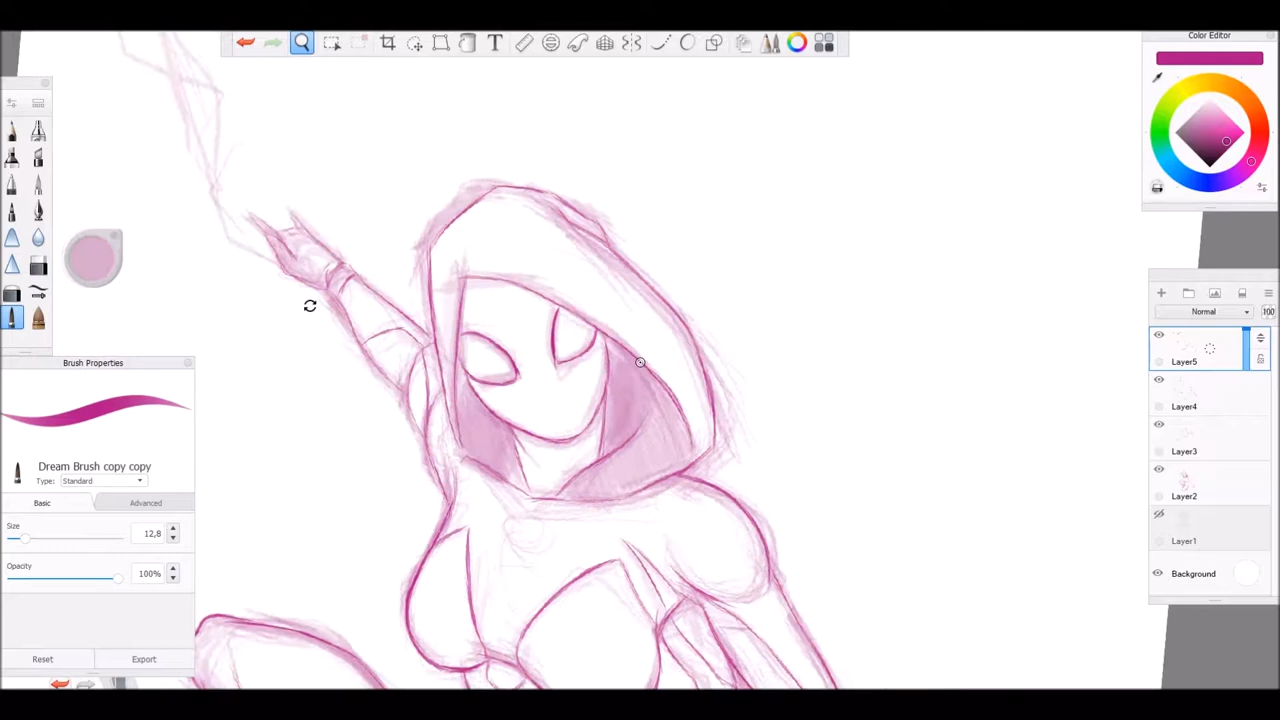 T
Color Editor
Brush Properties
Dream Brush copy copy
Type: Standard
Basic
Advanced
Size
12,8
Opacity
100%
Reset
Export
Normal
100
Layer5
Layer4
Layer3
Layer2
Layer1
Background